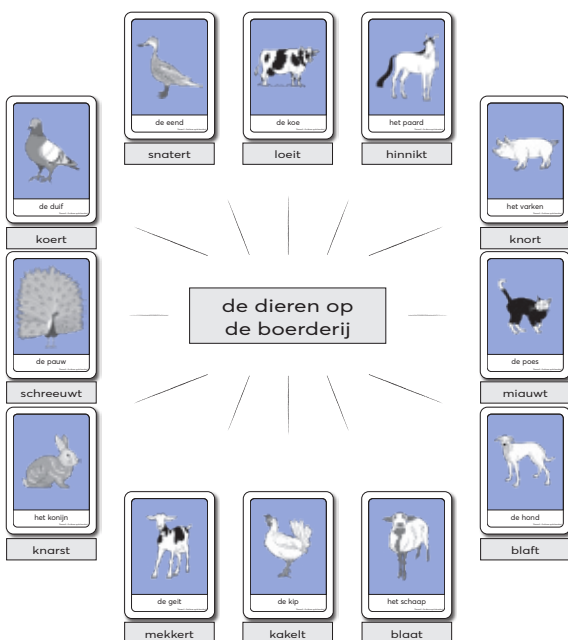 de eend
snatert
de koe
loeit
het paard
hinnikt
de duif
koert
het varken
knort
de dieren op
de boerderij
de pauw
schreeuwt
de poes
miauwt
het konijn
knarst
de hond
blaft
de geit
mekkert
de kip
kakelt
het schaap
blaat